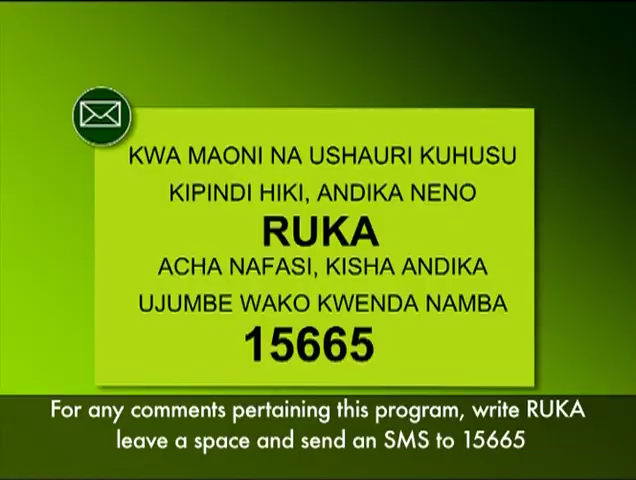 KWA MAONI NA USHAURI KUHUSU
KIPINDI HIKI, ANDIKA NENO
RUKA
ACHA NAFASI, KISHA ANDIKA
UJUMBE WAKO KWENDA NAMBA
15665
For any comments pertaining this program, write RUKA
leave a space and send an SMS to 15665